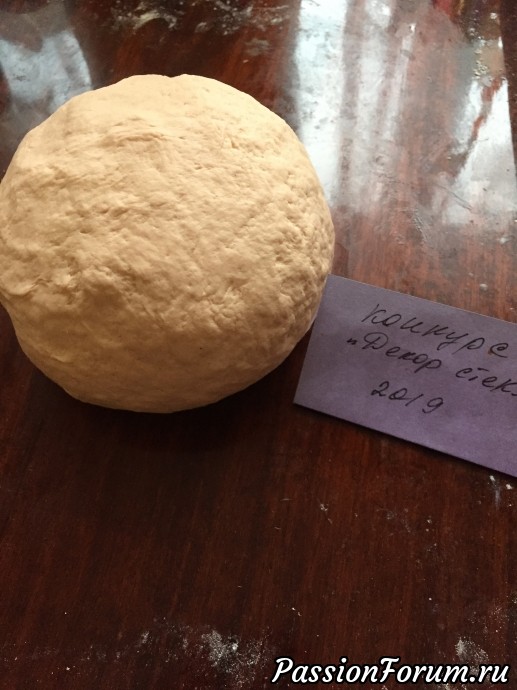 конкурс
"Декор стек
2019
PassionForum.ru